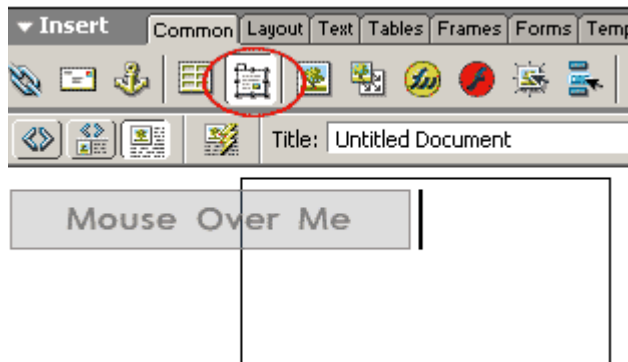 Insert Common Layout Text Tables Frames Forms
Title: Untitled Document
Mouse Over Me